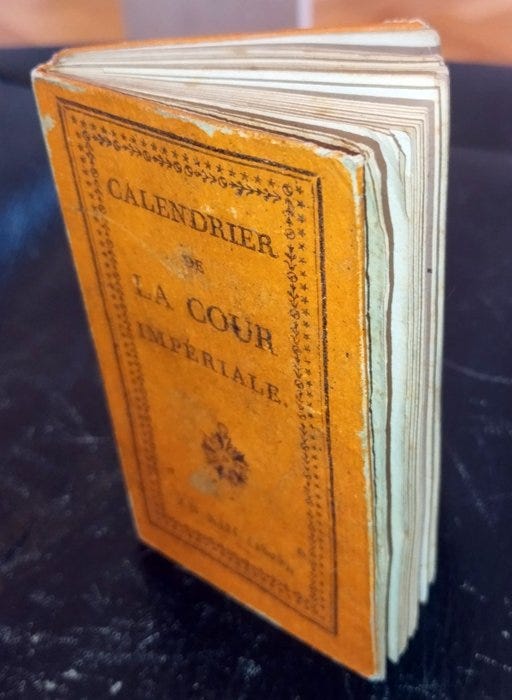 CALENDRIER
DE
LA COUR
IMPÉRIALE.